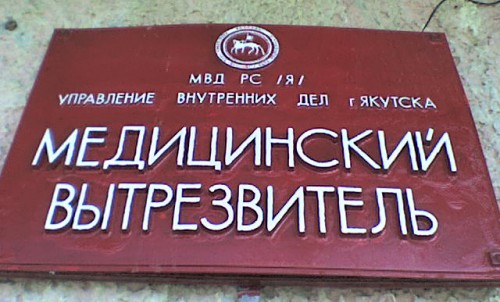 МВД РС /Я/
УПРАВЛЕНИЕ ВНУТРЕННИХ ДЕЛ г ЯКУТСКА
МЕДИЦИНСКИЙ
ВЫТРЕЗВИТЕЛЬ